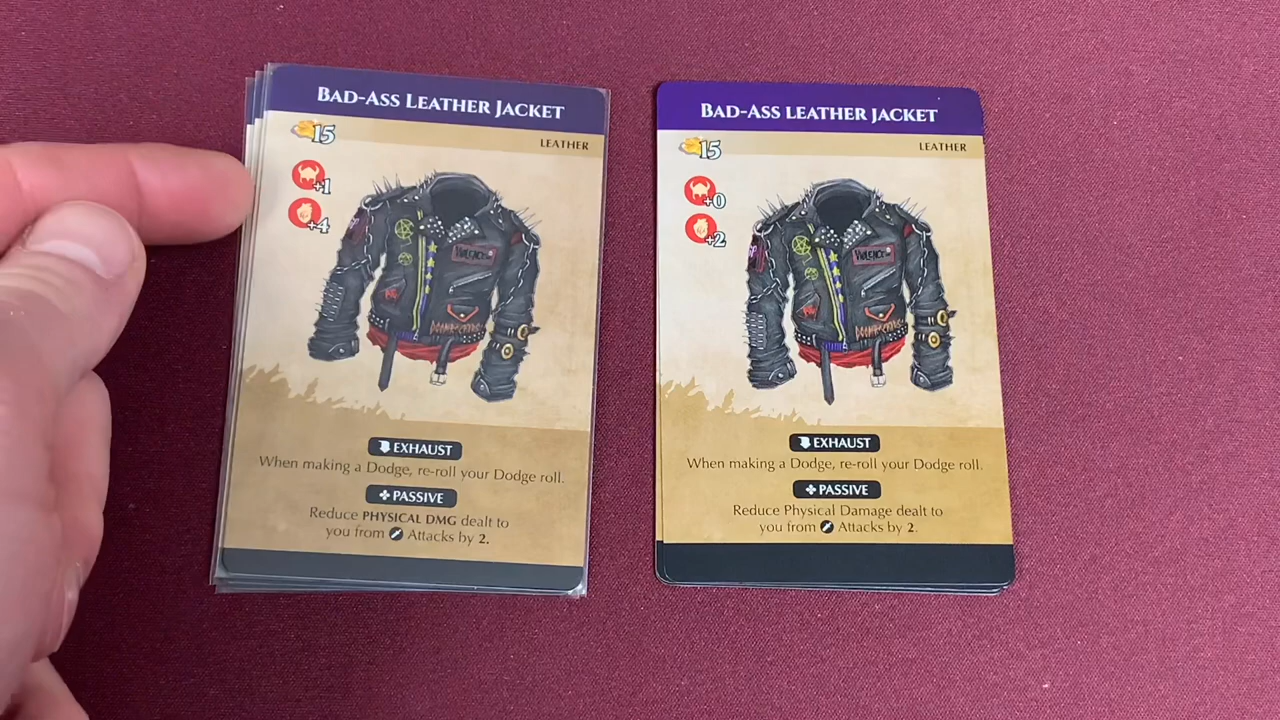 BAD-ASS LEATHER JACKET
15
LEATHER
+1
+4
VIOLENCE
EXHAUST
When making a Dodge, re-roll your Dodge roll.
PASSIVE
Reduce PHYSICAL DMG dealt to
you from Attacks by 2.
BAD-ASS LEATHER JACKET
15
LEATHER
+0
+2
VIOLENCE
EXHAUST
When making a Dodge, re-roll your Dodge roll.
PASSIVE
Reduce Physical Damage dealt to
you from Attacks by 2.